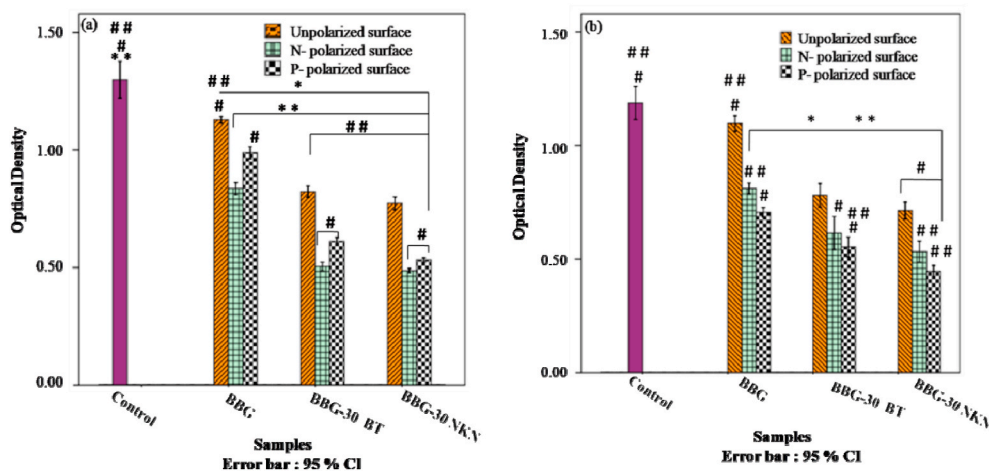 (a)
Unpolarized surface
N- polarized surface
P- polarized surface
1.50
1.00
0.50
0.00
Optical Density
# #
#
* *
# #
#
#
*
* *
# #
#
#
Control
BBG
BBG-30 BT
BBG-30 NKN
Samples
Error bar : 95 % CI
(b)
Unpolarized surface
N- polarized surface
P- polarized surface
1.50
1.00
0.50
0.00
Optical Density
# #
#
# #
#
* * *
# #
#
#
#
# #
#
#
# #
# #
Control
BBG
BBG-30 BT
BBG-30 NKN
Samples
Error bar : 95 % CI